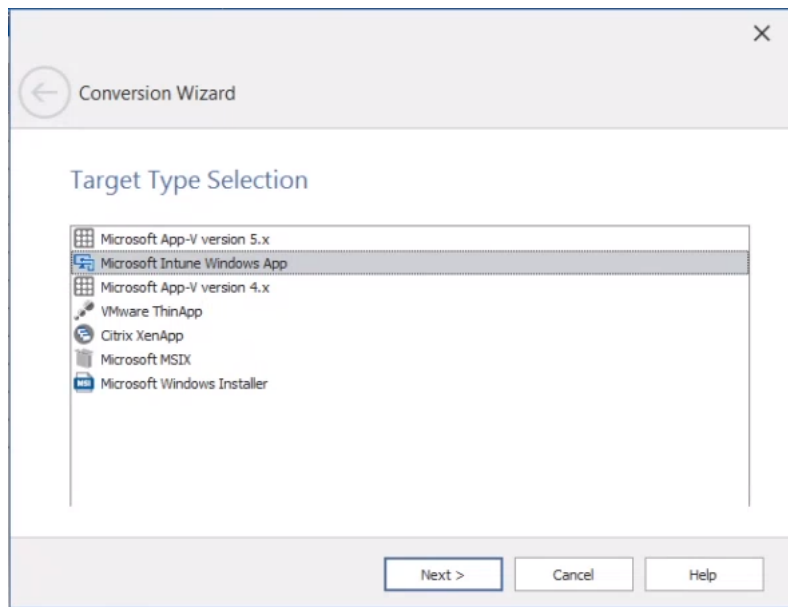 Conversion Wizard
Target Type Selection
Microsoft App-V version 5.x
Microsoft Intune Windows App
Microsoft App-V version 4.x
VMware ThinApp
Citrix XenApp
Microsoft MSIX
MSI Microsoft Windows Installer
Next >
Cancel
Help